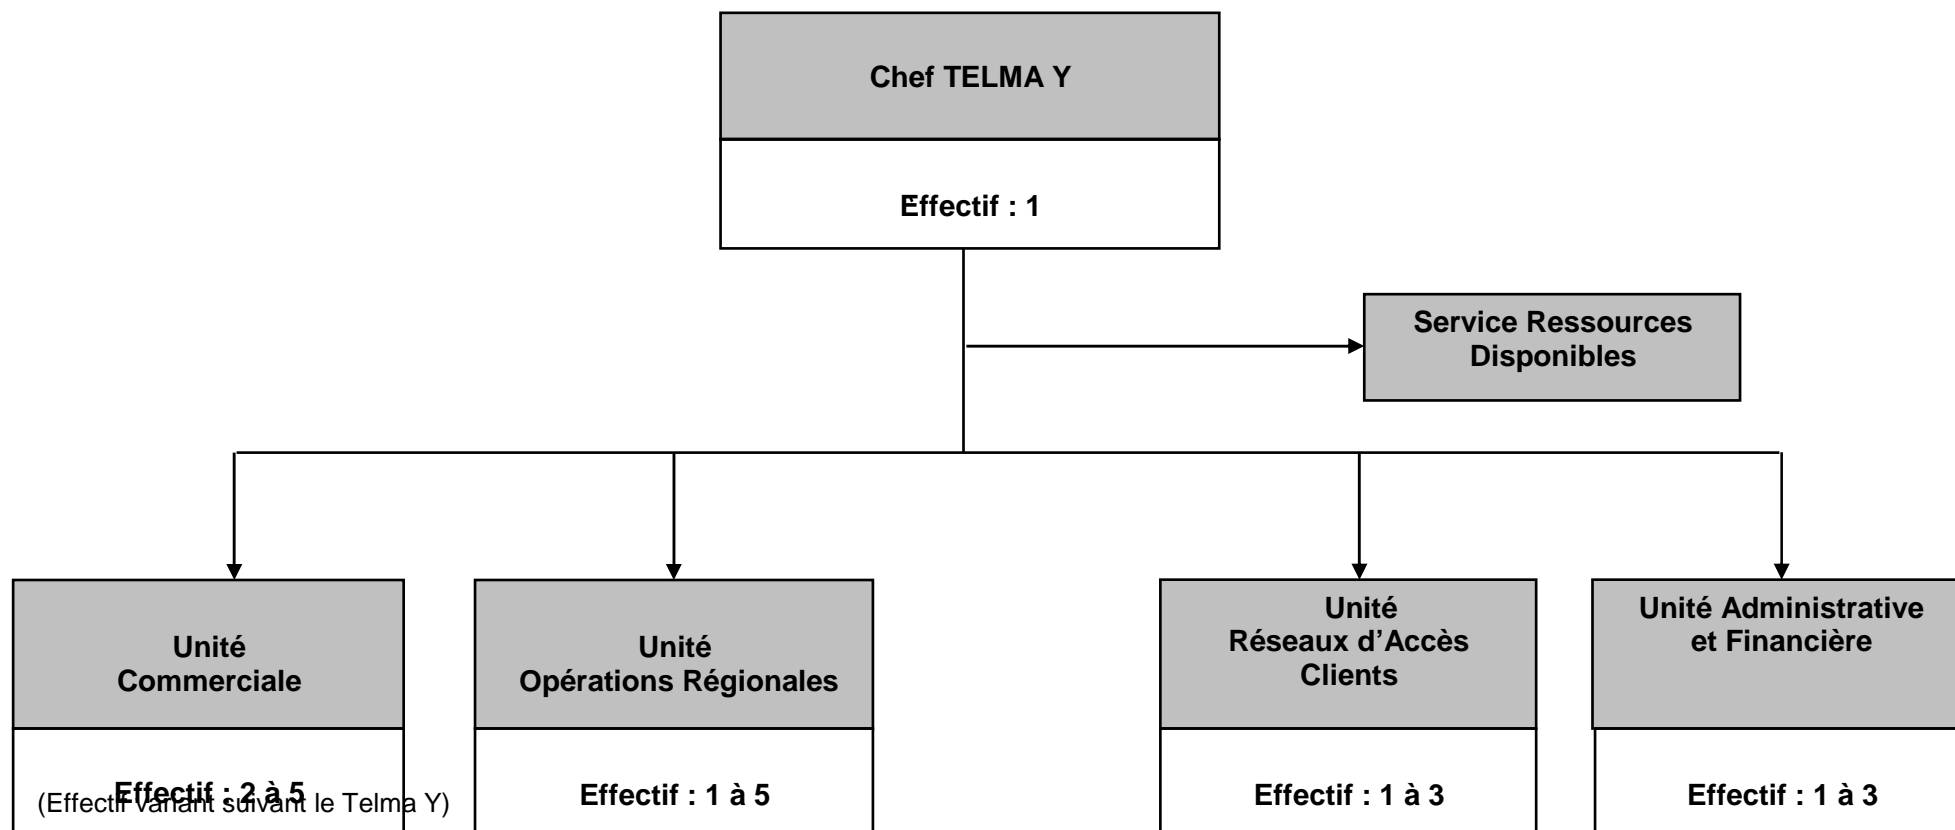 Chef TELMA Y
Effectif : 1
Service Ressources
Disponibles
Unité
Commerciale
Effectif : 2 à 5
(Effectif variant suivant le Telma Y)
Unité
Opérations Régionales
Effectif : 1 à 5
Unité
Réseaux d’Accès
Clients
Effectif : 1 à 3
Unité Administrative
et Financière
Effectif : 1 à 3